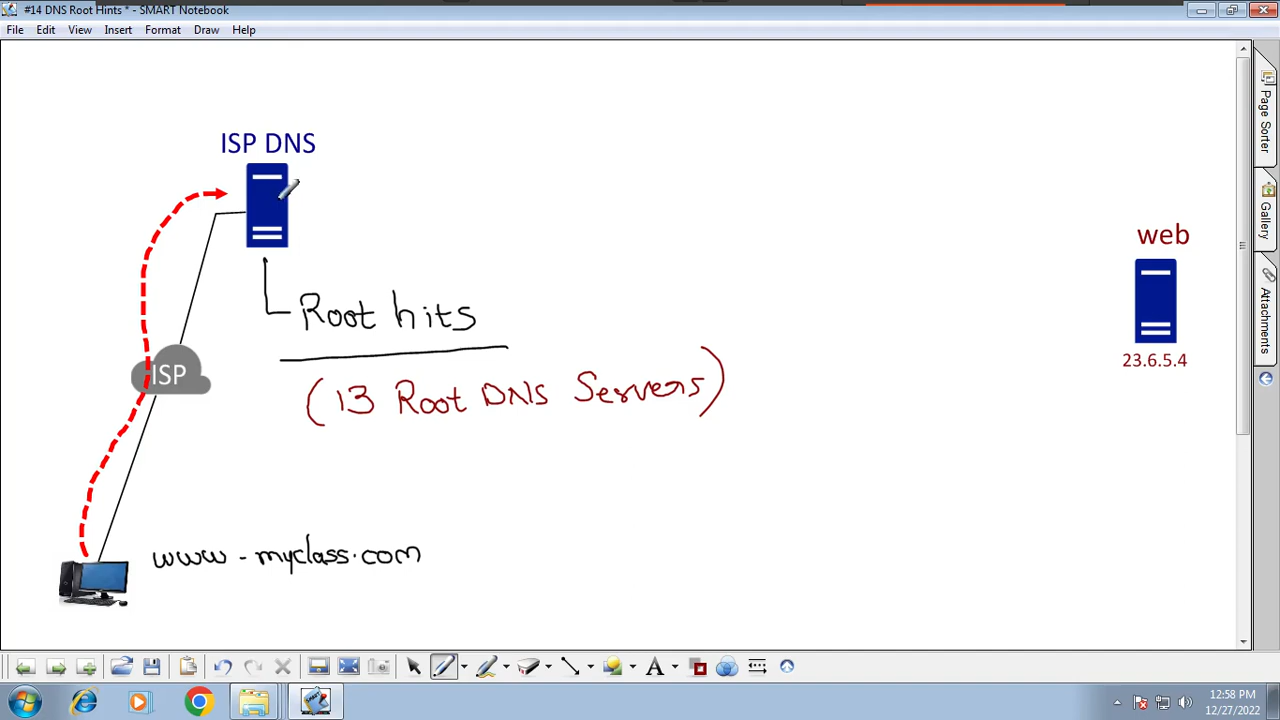 #14 DNS Root Hints * - SMART Notebook
File Edit View Insert Format Draw Help
ISP DNS
web
Root hits
23.6.5.4
ISP
(13 Root DNS Servers)
www-myclass.com
Page Sorter
Gallery
Attachments
12:58 PM
12/27/2022